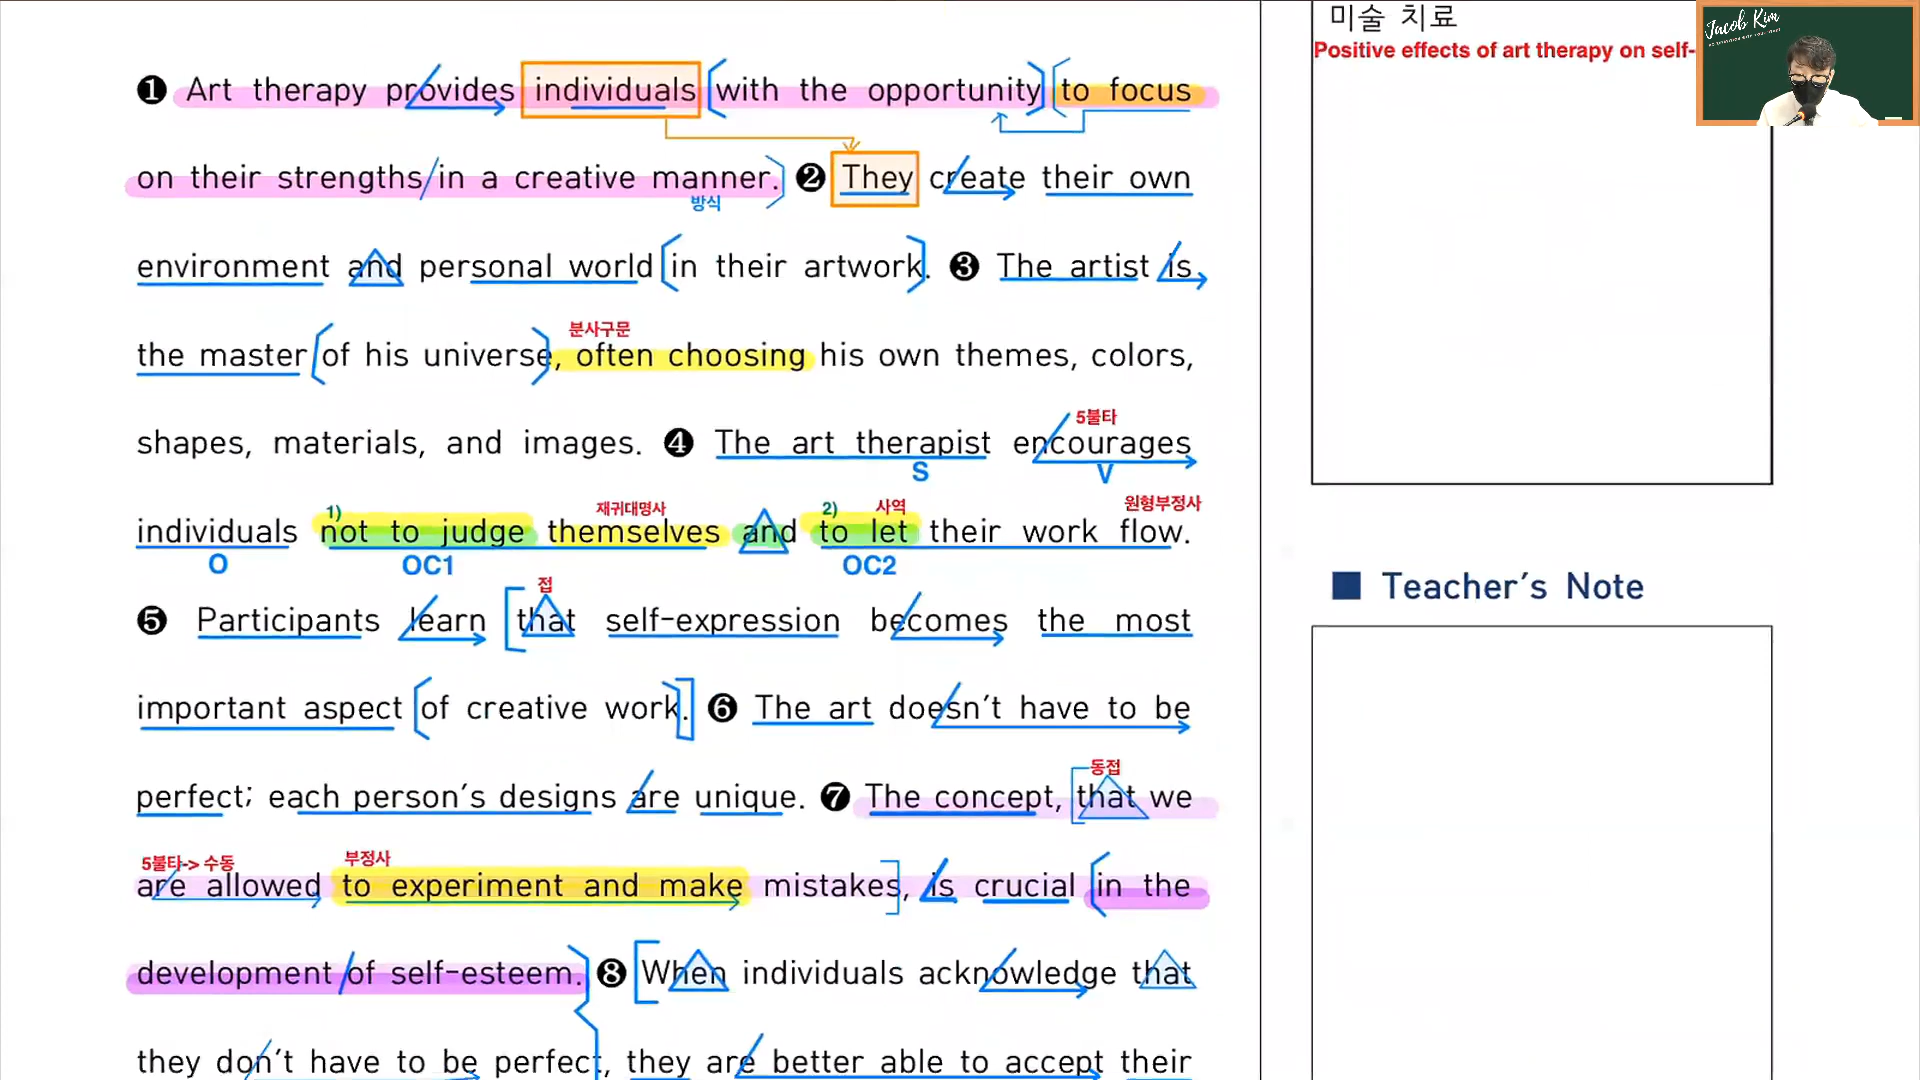 미술 치료
Jacob Kim
Positive effects of art therapy on self-
❶ Art therapy provides individuals with the opportunity to focus
on their strengths/in a creative manner. ❷ They create their own
방식
environment and personal world in their artwork. ❸ The artist is
분사구문
the master of his universe, often choosing his own themes, colors,
5불타
shapes, materials, and images. ❹ The art therapist encourages
S V
1) 재귀대명사 2) 사역 원형부정사
individuals not to judge themselves and to let their work flow.
O OC1 OC2
접
❺ Participants learn that self-expression becomes the most
■ Teacher's Note
important aspect of creative work. ❻ The art doesn't have to be
동접
perfect; each person's designs are unique. ❼ The concept, that we
5불타-> 수동 부정사
are allowed to experiment and make mistakes, is crucial in the
development/of self-esteem. ❽ When individuals acknowledge that
they don't have to be perfect, they are better able to accept their